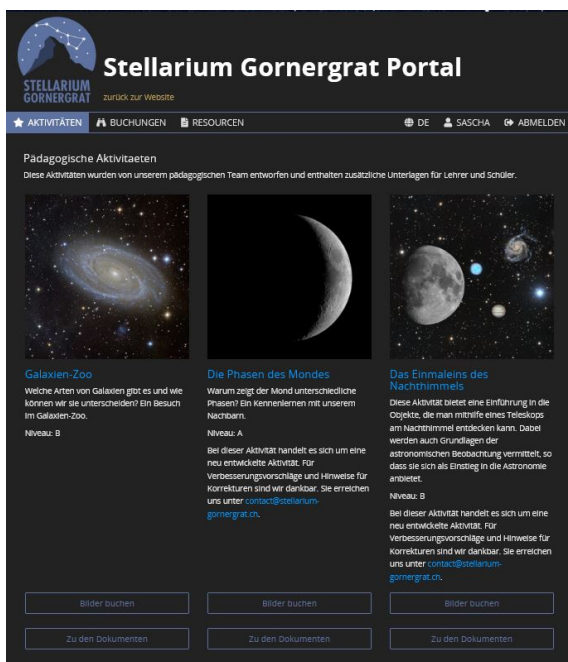 STELLARIUM
GORNERGRAT
Stellarium Gornergrat Portal
zurück zur Website
AKTIVITÄTEN BUCHUNGEN RESOURCEN DE SASCHA ABMELDEN
Pädagogische Aktivitaeten
Diese Aktivitäten wurden von unserem pädagogischen Team entworfen und enthalten zusätzliche Unterlagen für Lehrer und Schüler.
Galaxien-Zoo
Welche Arten von Galaxien gibt es und wie
können wir sie unterscheiden? Ein Besuch
im Galaxien-Zoo.
Niveau: B
Bilder buchen
Zu den Dokumenten
Die Phasen des Mondes
Warum zeigt der Mond unterschiedliche
Phasen? Ein Kennenlernen mit unserem
Nachbarn.
Niveau: A
Bei dieser Aktivität handelt es sich um eine
neu entwickelte Aktivität. Für
Verbesserungsvorschläge und Hinweise für
Korrekturen sind wir dankbar. Sie erreichen
uns unter contact@stellarium-
gornergrat.ch.
Bilder buchen
Zu den Dokumenten
Das Einmaleins des
Nachthimmels
Diese Aktivität bietet eine Einführung in die
Objekte, die man mithilfe eines Teleskops
am Nachthimmel entdecken kann. Dabei
werden auch Grundlagen der
astronomischen Beobachtung vermittelt, so
dass sie sich als Einstieg in die Astronomie
anbietet.
Niveau: B
Bei dieser Aktivität handelt es sich um eine
neu entwickelte Aktivität. Für
Verbesserungsvorschläge und Hinweise für
Korrekturen sind wir dankbar. Sie erreichen
uns unter contact@stellarium-
gornergrat.ch.
Bilder buchen
Zu den Dokumenten